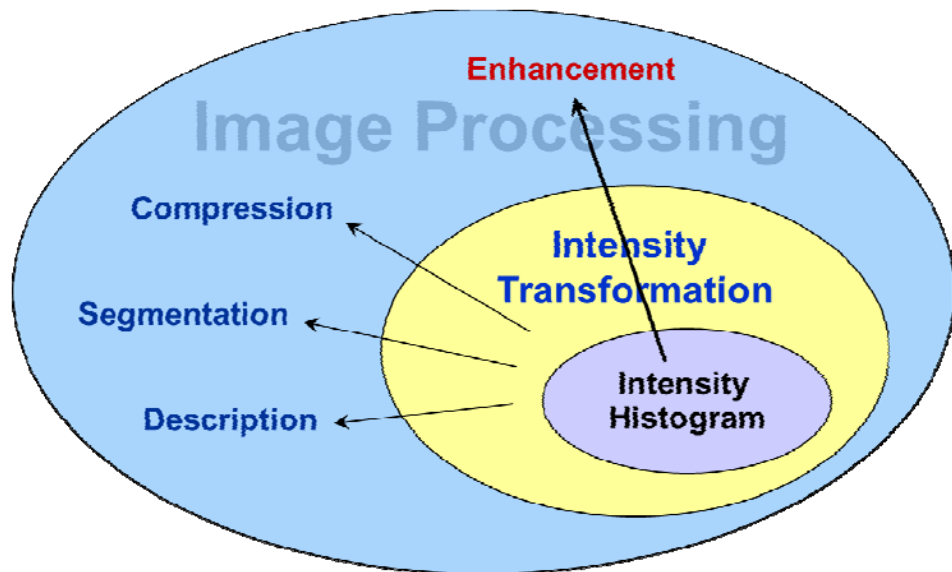 Enhancement
Image Processing
Compression
Intensity
Transformation
Segmentation
Intensity
Histogram
Description